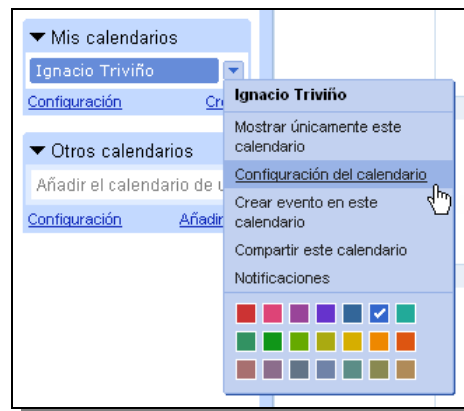 Mis calendarios
Ignacio Triviño
Configuración
Otros calendarios
Añadir el calendario de
Configuración Añadir
Ignacio Triviño
Mostrar únicamente este
calendario
Configuración del calendario
Crear evento en este
calendario
Compartir este calendario
Notificaciones